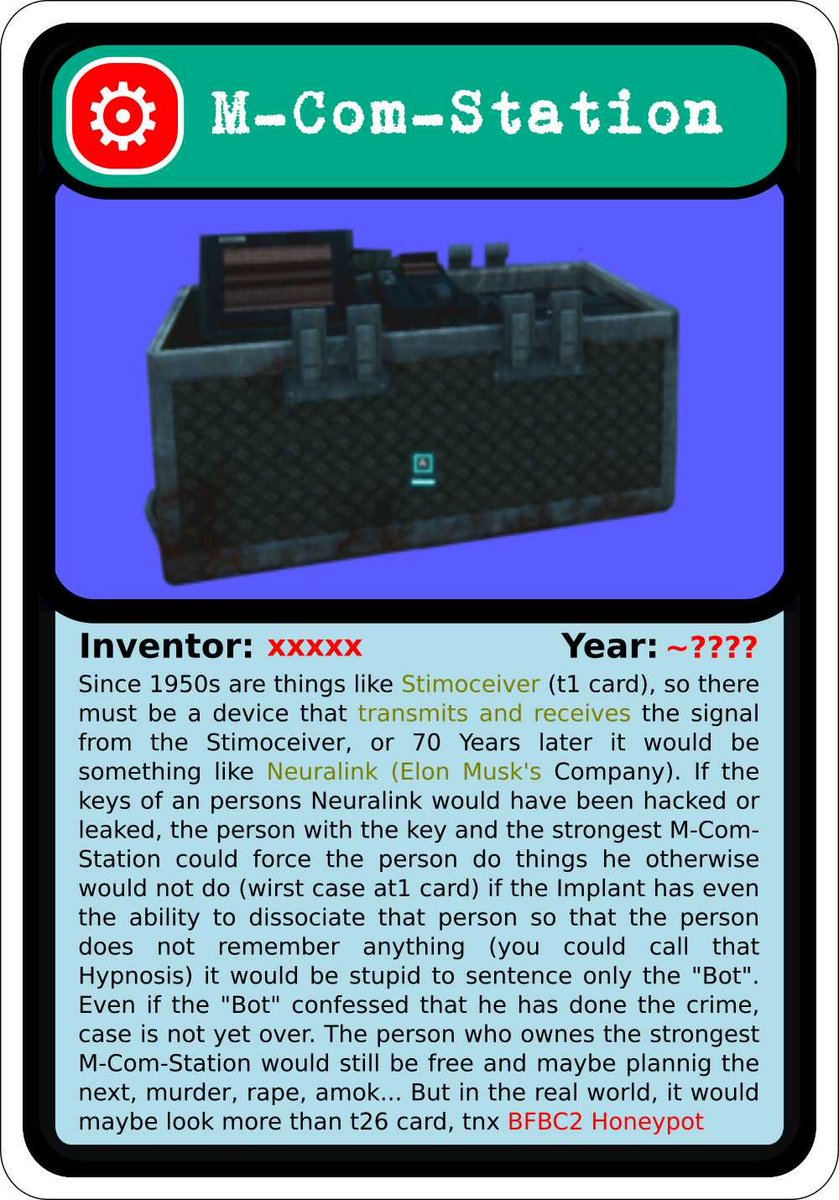 M-Com-Station
A
Inventor: xxxxx Year: ~????
Since 1950s are things like Stimoceiver (t1 card), so there
must be a device that transmits and receives the signal
from the Stimoceiver, or 70 Years later it would be
something like Neuralink (Elon Musk's Company). If the
keys of an persons Neuralink would have been hacked or
leaked, the person with the key and the strongest M-Com-
Station could force the person do things he otherwise
would not do (wirst case at1 card) if the Implant has even
the ability to dissociate that person so that the person
does not remember anything (you could call that
Hypnosis) it would be stupid to sentence only the "Bot".
Even if the "Bot" confessed that he has done the crime,
case is not yet over. The person who ownes the strongest
M-Com-Station would still be free and maybe plannig the
next, murder, rape, amok... But in the real world, it would
maybe look more than t26 card, tnx BFBC2 Honeypot